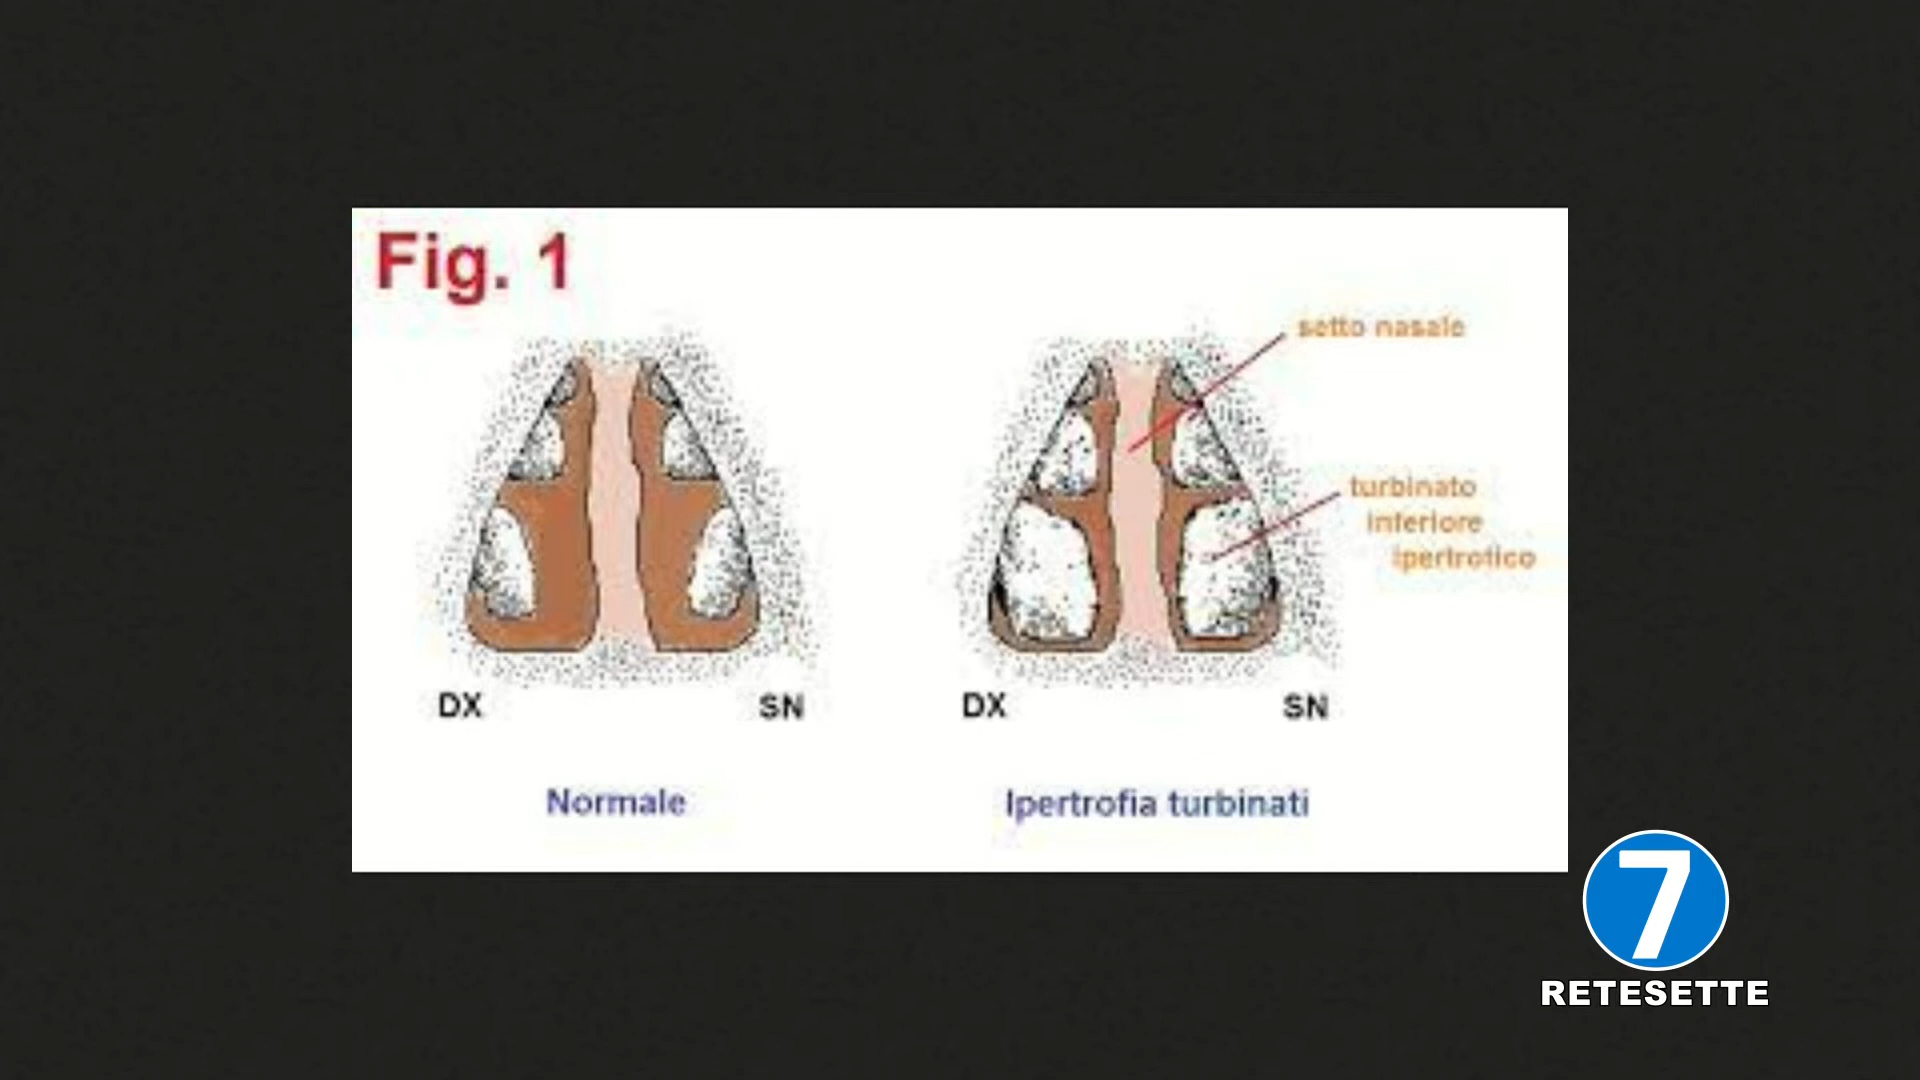 Fig. 1
setto nasale
turbinato
inferiore
ipertrofico
DX
SN
DX
SN
Normale
Ipertrofia turbinati
7
RETESETTE